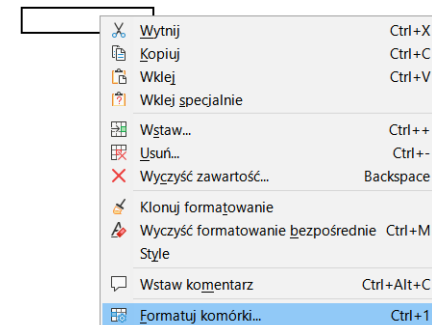 Wytnij Ctrl+X
Kopiuj Ctrl+C
Wklej Ctrl+V
Wklej specjalnie
Wstaw... Ctrl++
Usuń... Ctrl+-
Wyczyść zawartość... Backspace
Klonuj formatowanie
Wyczyść formatowanie bezpośrednie Ctrl+M
Style
Wstaw komentarz Ctrl+Alt+C
Formatuj komórki... Ctrl+1